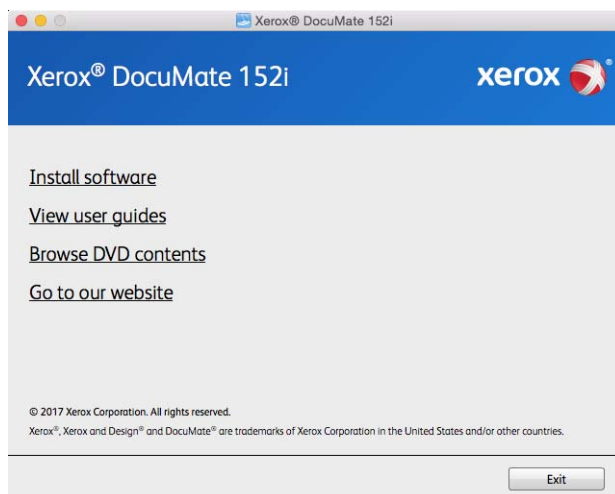 Xerox® DocuMate 152i
Xerox® DocuMate 152i
xerox
Install software
View user guides
Browse DVD contents
Go to our website
© 2017 Xerox Corporation. All rights reserved.
Xerox®, Xerox and Design® and DocuMate® are trademarks of Xerox Corporation in the United States and/or other countries.
Exit